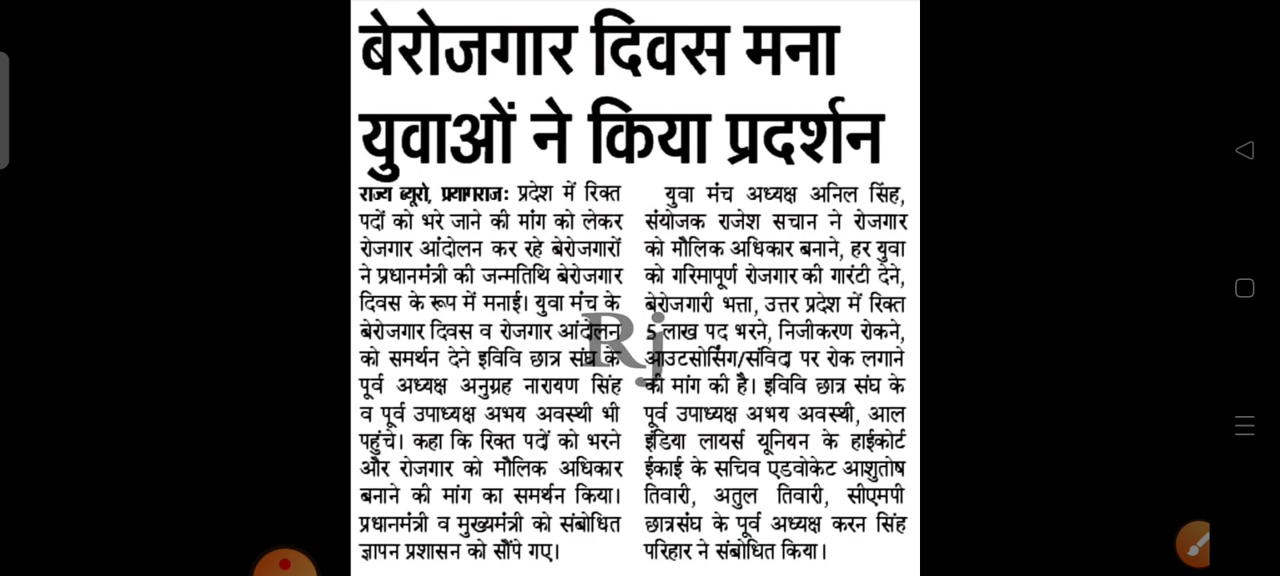 बेरोजगार दिवस मना
युवाओं ने किया प्रदर्शन
राज्य ब्यूरो, प्रयागराज: प्रदेश में रिक्त
पदों को भरे जाने की मांग को लेकर
रोजगार आंदोलन कर रहे बेरोजगारों
ने प्रधानमंत्री की जन्मतिथि बेरोजगार
दिवस के रूप में मनाई। युवा मंच के
बेरोजगार दिवस व रोजगार आंदोलन
को समर्थन देने इविवि छात्र संघ के
पूर्व अध्यक्ष अनुग्रह नारायण सिंह
व पूर्व उपाध्यक्ष अभय अवस्थी भी
पहुंचे। कहा कि रिक्त पदों को भरने
और रोजगार को मौलिक अधिकार
बनाने की मांग का समर्थन किया।
प्रधानमंत्री व मुख्यमंत्री को संबोधित
ज्ञापन प्रशासन को सौंपे गए।
युवा मंच अध्यक्ष अनिल सिंह,
संयोजक राजेश सचान ने रोजगार
को मौलिक अधिकार बनाने, हर युवा
को गरिमापूर्ण रोजगार की गारंटी देने,
बेरोजगारी भत्ता, उत्तर प्रदेश में रिक्त
5 लाख पद भरने, निजीकरण रोकने,
आउटसोर्सिंग/संविदा पर रोक लगाने
की मांग की है। इविवि छात्र संघ के
पूर्व उपाध्यक्ष अभय अवस्थी, आल
इंडिया लायर्स यूनियन के हाईकोर्ट
ईकाई के सचिव एडवोकेट आशुतोष
तिवारी, अतुल तिवारी, सीएमपी
छात्रसंघ के पूर्व अध्यक्ष करन सिंह
परिहार ने संबोधित किया।
Rj